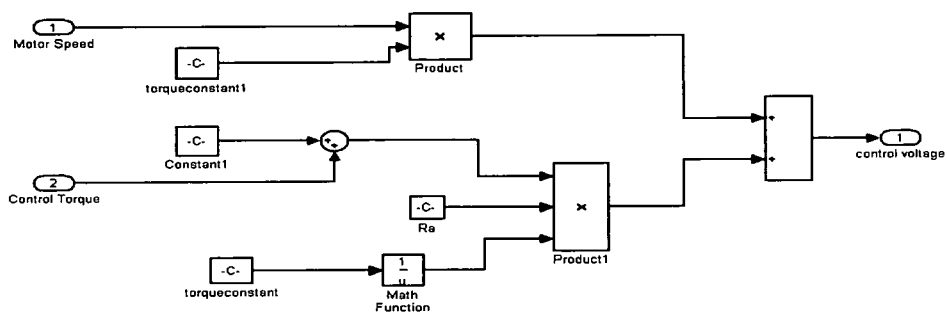 1
Motor Speed
-C-
torqueconstant1
×
Product
-C-
Constant1
+
+
2
Control Torque
-C-
Ra
×
Product1
-C-
torqueconstant
1
u
Math
Function
+
+
1
control voltage